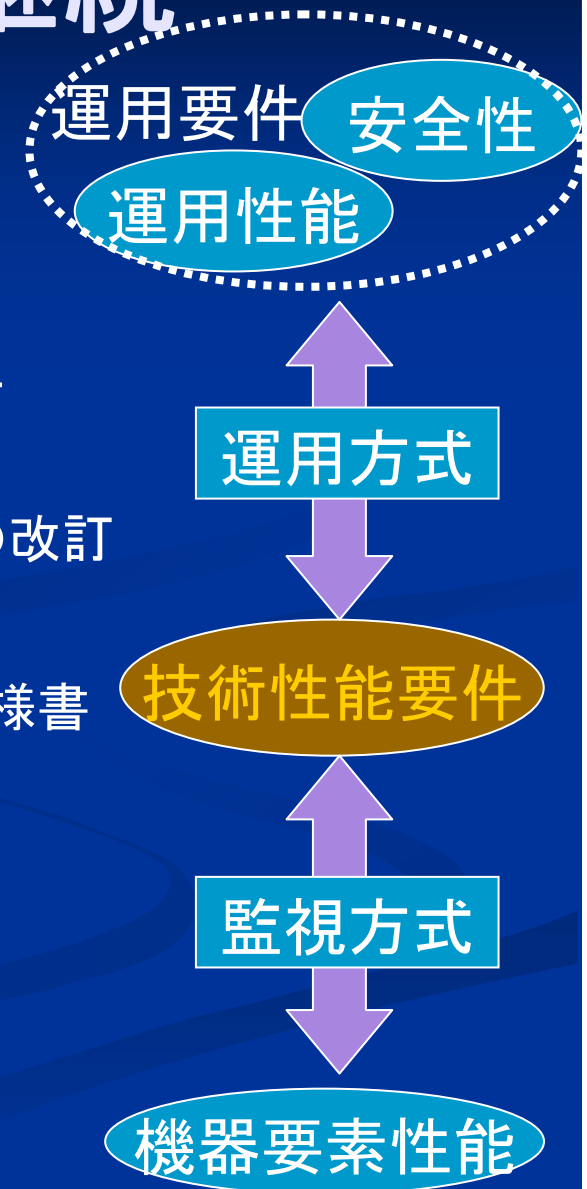 運用要件
安全性
運用性能
運用方式
改訂
技術性能要件
様書
監視方式
機器要素性能